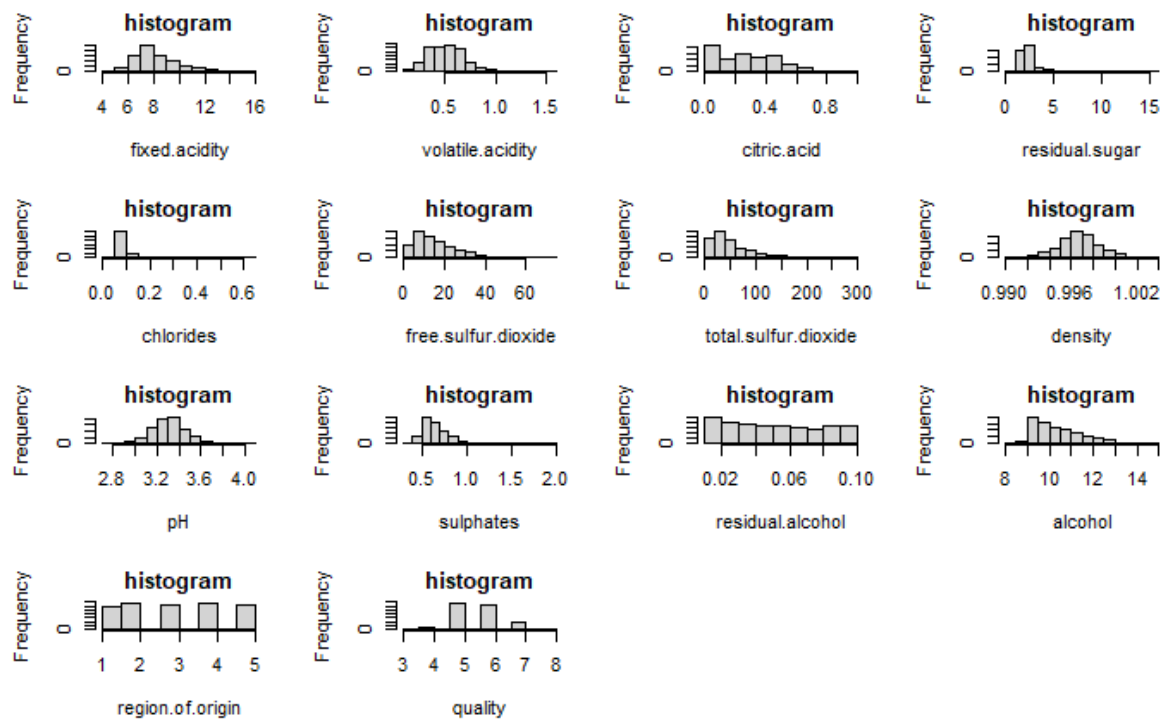 histogram
Frequency
0
4 6 8 12 16
fixed.acidity
histogram
Frequency
0
0.5 1.0 1.5
volatile.acidity
histogram
Frequency
0
0.0 0.4 0.8
citric.acid
histogram
Frequency
0
0 5 10 15
residual.sugar
histogram
Frequency
0
0.0 0.2 0.4 0.6
chlorides
histogram
Frequency
0
0 20 40 60
free.sulfur.dioxide
histogram
Frequency
0
0 100 200 300
total.sulfur.dioxide
histogram
Frequency
0
0.990 0.996 1.002
density
histogram
Frequency
0
2.8 3.2 3.6 4.0
pH
histogram
Frequency
0
0.5 1.0 1.5 2.0
sulphates
histogram
Frequency
0
0.02 0.06 0.10
residual.alcohol
histogram
Frequency
0
8 10 12 14
alcohol
histogram
Frequency
0
1 2 3 4 5
region.of.origin
histogram
Frequency
0
3 4 5 6 7 8
quality